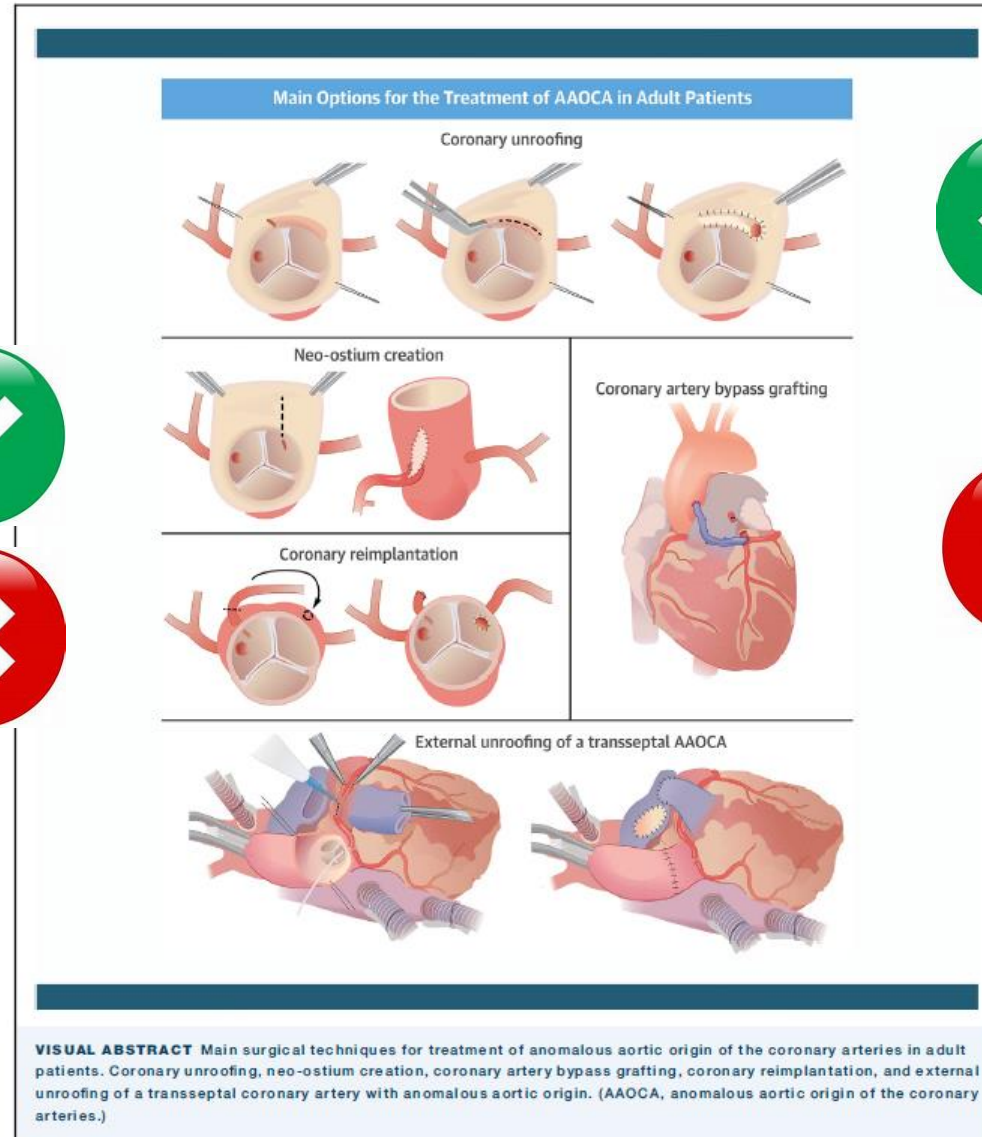 Main Options for the Treatment of AAOCA in Adult Patients
Coronary unroofing
Neo-ostium creation
Coronary artery bypass grafting
Coronary reimplantation
External unroofing of a transseptal AAOCA
VISUAL ABSTRACT Main surgical techniques for treatment of anomalous aortic origin of the coronary arteries in adult
patients. Coronary unroofing, neo-ostium creation, coronary artery bypass grafting, coronary reimplantation, and external
unroofing of a transseptal coronary artery with anomalous aortic origin. (AAOCA, anomalous aortic origin of the coronary
arteries.)